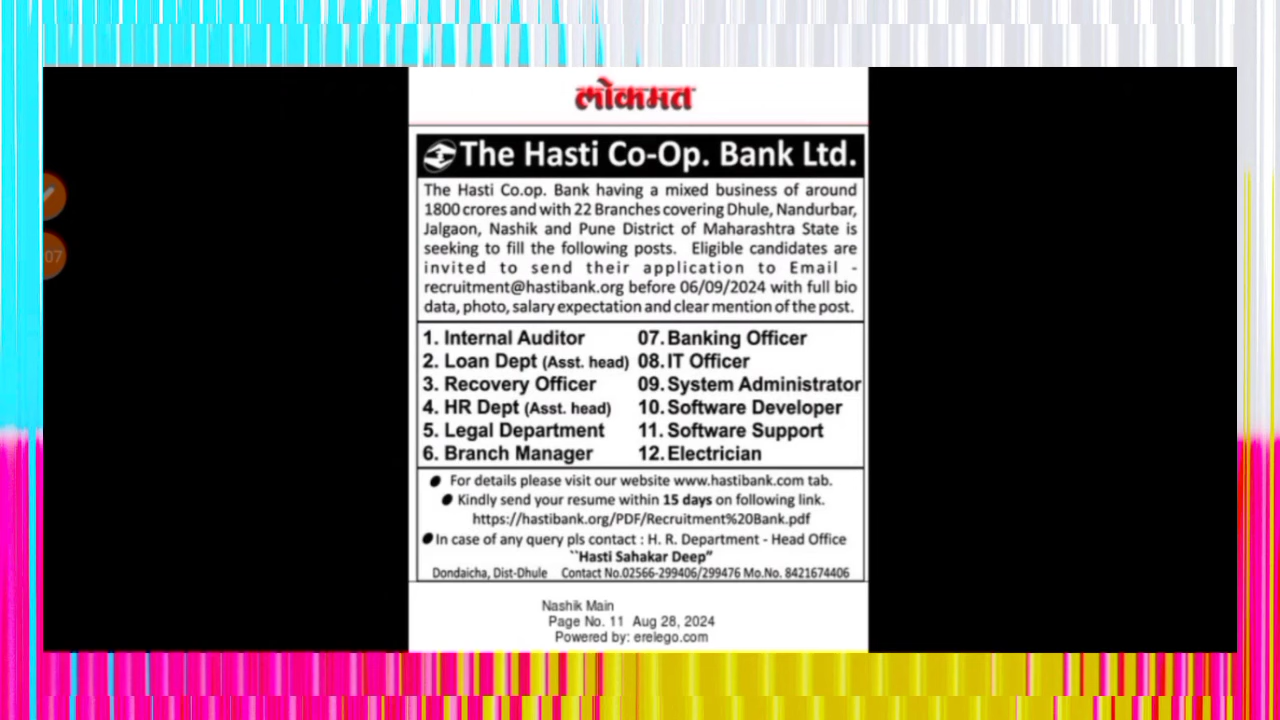 लोकमत
The Hasti Co-Op. Bank Ltd.
The Hasti Co.op. Bank having a mixed business of around
1800 crores and with 22 Branches covering Dhule, Nandurbar,
Jalgaon, Nashik and Pune District of Maharashtra State is
seeking to fill the following posts. Eligible candidates are
invited to send their application to Email -
recruitment@hastibank.org before 06/09/2024 with full bio
data, photo, salary expectation and clear mention of the post.
1. Internal Auditor
2. Loan Dept (Asst. head)
3. Recovery Officer
4. HR Dept (Asst. head)
5. Legal Department
6. Branch Manager
07. Banking Officer
08. IT Officer
09. System Administrator
10. Software Developer
11. Software Support
12. Electrician
● For details please visit our website www.hastibank.com tab.
● Kindly send your resume within 15 days on following link.
https://hastibank.org/PDF/Recruitment%20Bank.pdf
● In case of any query pls contact : H. R. Department - Head Office
``Hasti Sahakar Deep”
Dondaicha, Dist-Dhule Contact No.02566-299406/299476 Mo.No. 8421674406
Nashik Main
Page No. 11 Aug 28, 2024
Powered by: erelego.com
07